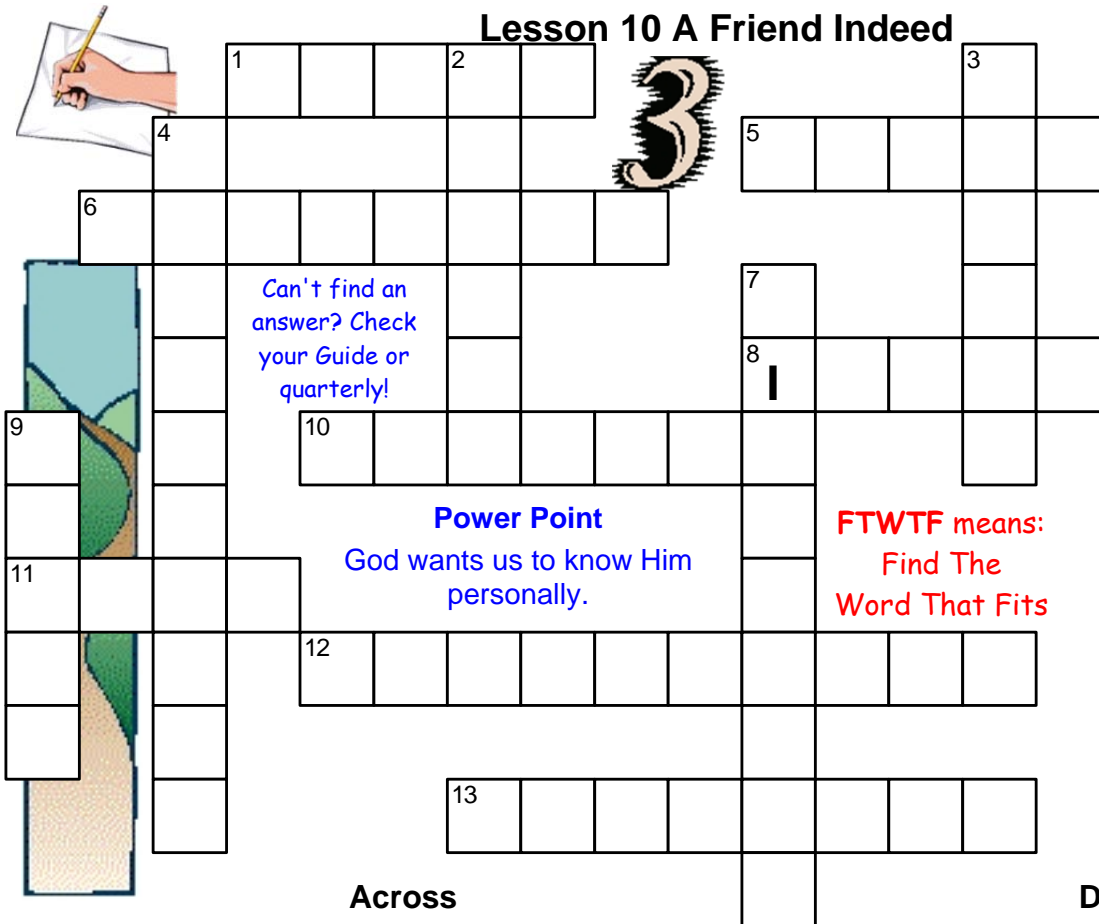 Lesson 10 A Friend Indeed
1 2 3
4 5
6
Can't find an
answer? Check
your Guide or
quarterly!
7
8 I
9 10
Power Point
God wants us to know Him
personally.
FTWTF means:
Find The
Word That Fits
11
12
13
Across D
3